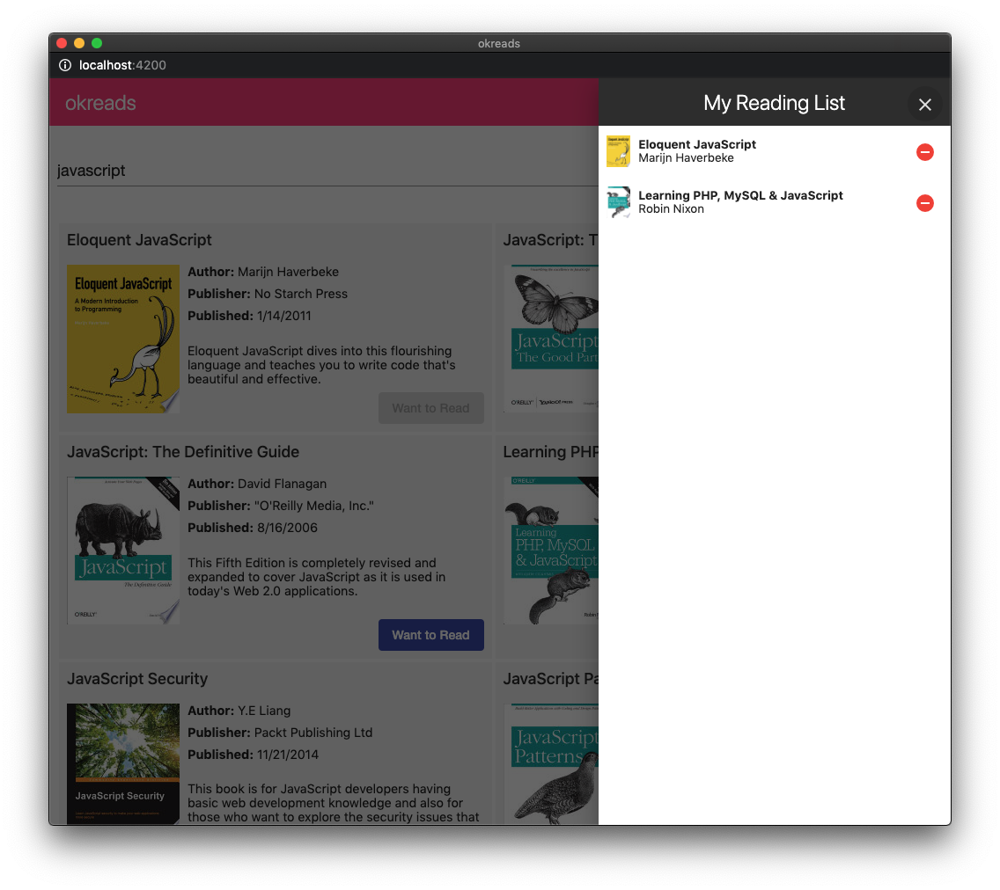 okreads
localhost:4200
okreads
My Reading List
Eloquent JavaScript
Marijn Haverbeke
Learning PHP, MySQL & JavaScript
Robin Nixon
javascript
Eloquent JavaScript
Eloquent JavaScript
A Modern Introduction
to Programming
Author: Marijn Haverbeke
Publisher: No Starch Press
Published: 1/14/2011
Eloquent JavaScript dives into this flourishing
language and teaches you to write code that's
beautiful and effective.
Want to Read
JavaScript: T
JavaScript:
The Good Part
O'REILLY
YAHOO! PRESS
JavaScript: The Definitive Guide
JavaScript
The Definitive Guide
O'REILLY
Author: David Flanagan
Publisher: "O'Reilly Media, Inc."
Published: 8/16/2006
This Fifth Edition is completely revised and
expanded to cover JavaScript as it is used in
today's Web 2.0 applications.
Want to Read
Learning PHP
O'REILLY
Learning
PHP, MySQL
& JavaScript
Robin
JavaScript Security
JavaScript Security
Author: Y.E Liang
Publisher: Packt Publishing Ltd
Published: 11/21/2014
This book is for JavaScript developers having
basic web development knowledge and also for
those who want to explore the security issues that
JavaScript Pa
JavaScript
Patterns